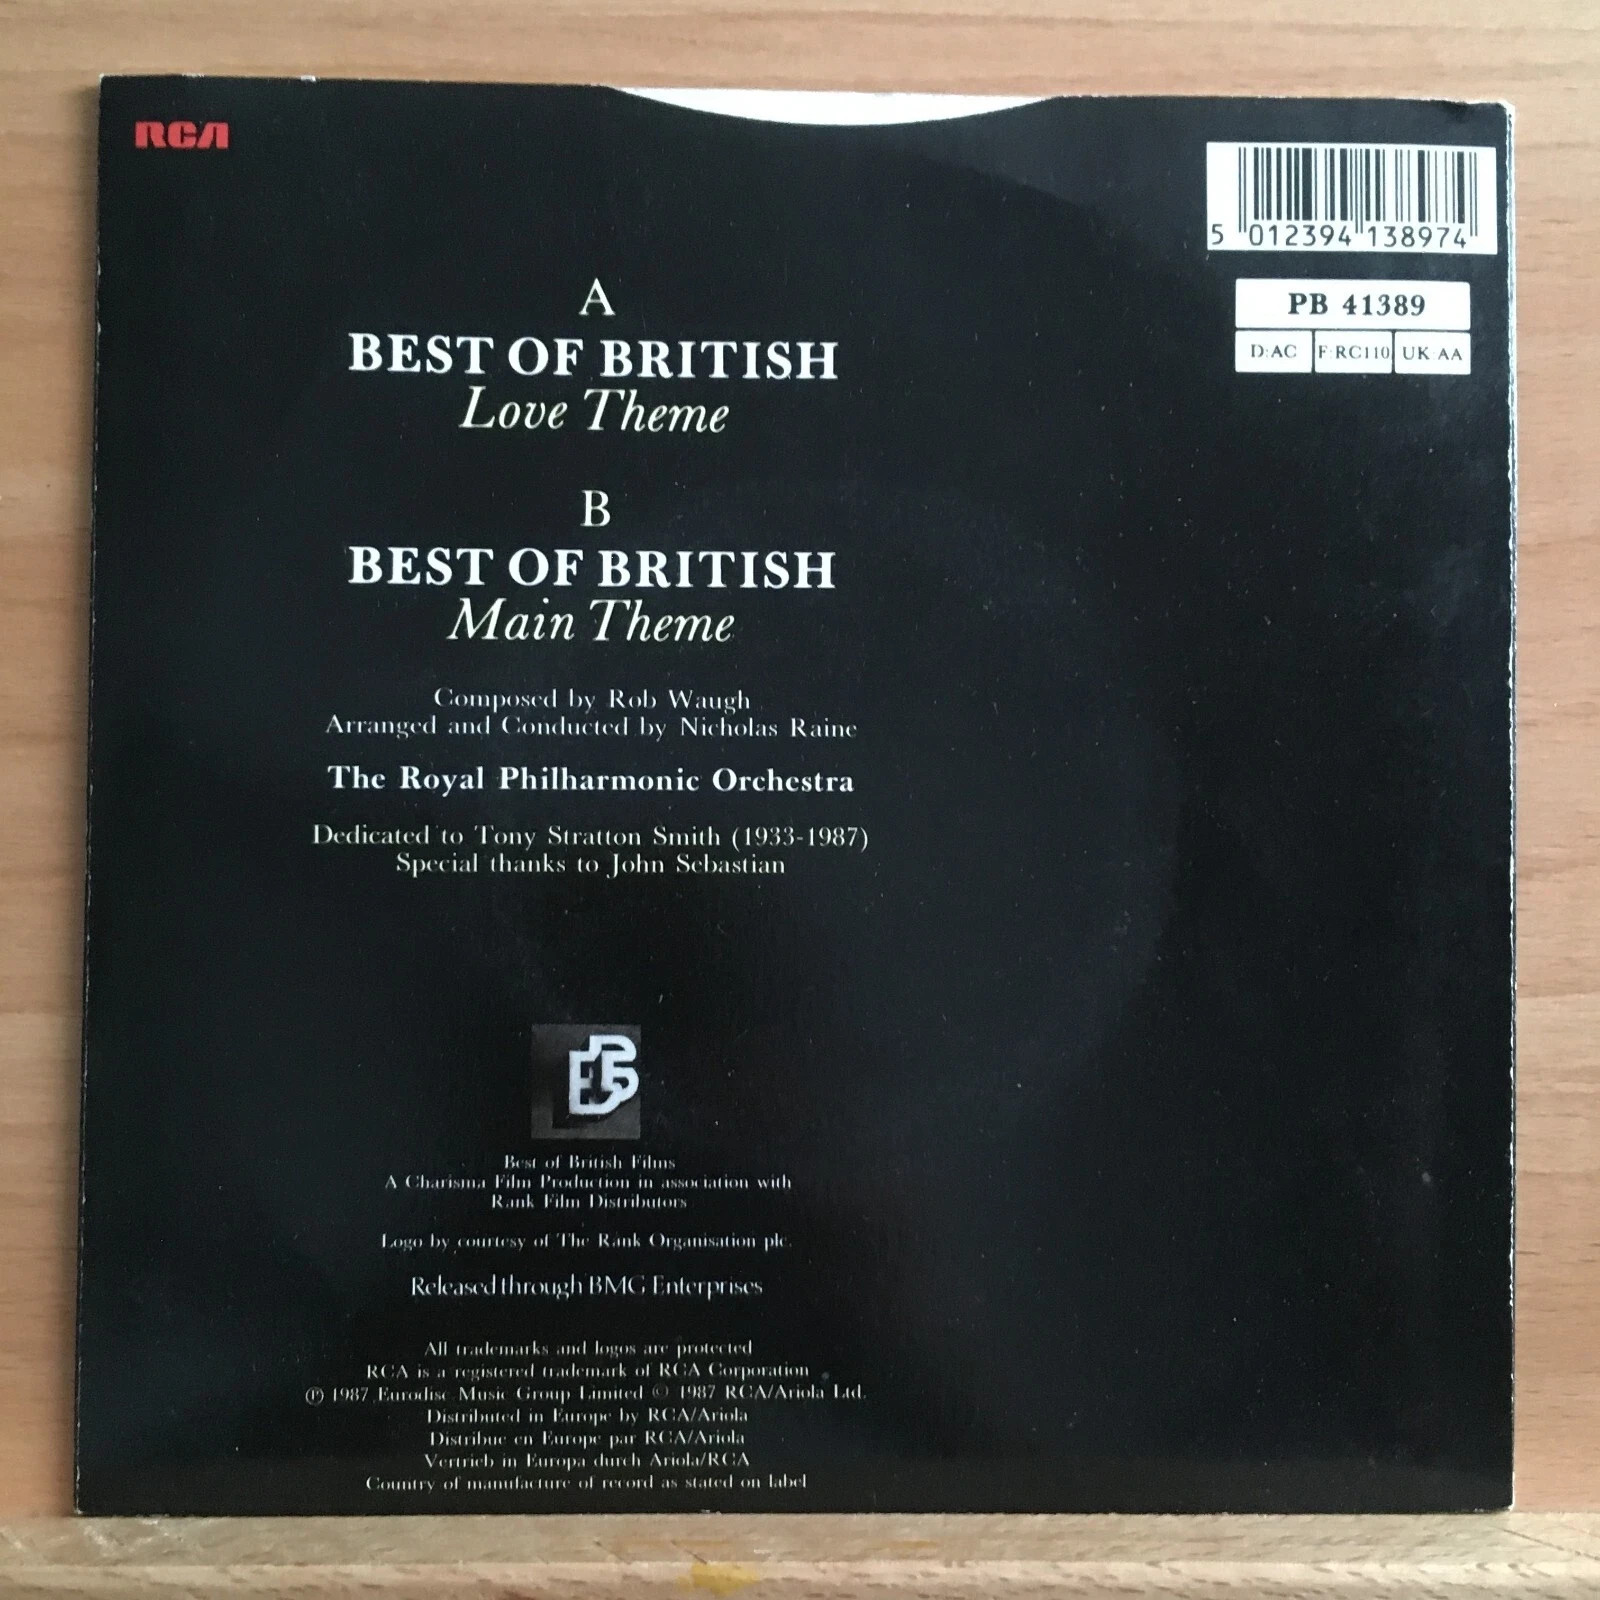 RCA
5 012394 138974
PB 41389
D:AC F:RC110 UK:AA
A
BEST OF BRITISH
Love Theme
B
BEST OF BRITISH
Main Theme
Composed by Rob Waugh
Arranged and Conducted by Nicholas Raine
The Royal Philharmonic Orchestra
Dedicated to Tony Stratton Smith (1933-1987)
Special thanks to John Sebastian
Best of British Films
A Charisma Film Production in association with
Rank Film Distributors
Logo by courtesy of The Rank Organisation plc.
Released through BMG Enterprises
All trademarks and logos are protected
RCA is a registered trademark of RCA Corporation
℗ 1987 Eurodisc Music Group Limited © 1987 RCA/Ariola Ltd.
Distributed in Europe by RCA/Ariola
Distribue en Europe par RCA/Ariola
Vertrieb in Europa durch Ariola/RCA
Country of manufacture of record as stated on label